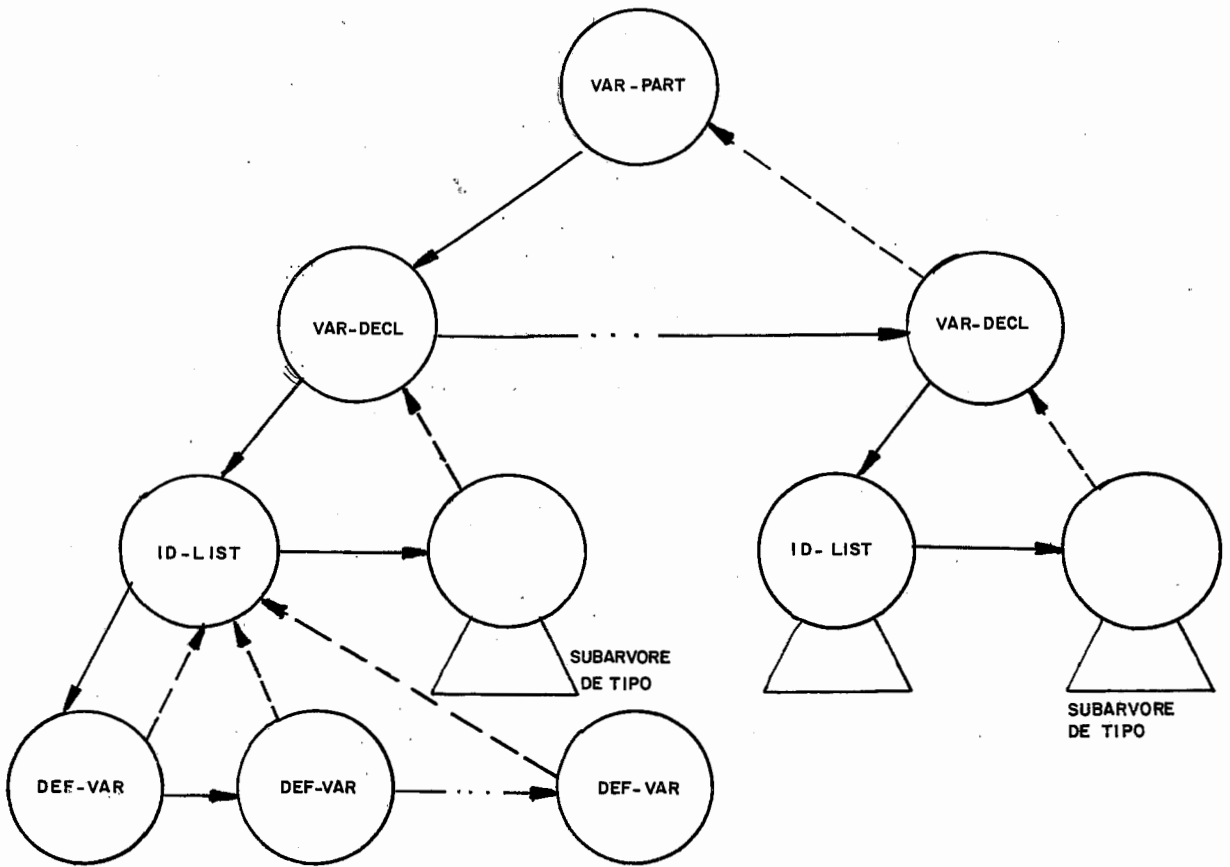 VAR-PART
VAR-DECL
VAR-DECL
ID-LIST
ID-LIST
SUBARVORE
DE TIPO
SUBARVORE
DE TIPO
DEF-VAR
DEF-VAR
DEF-VAR